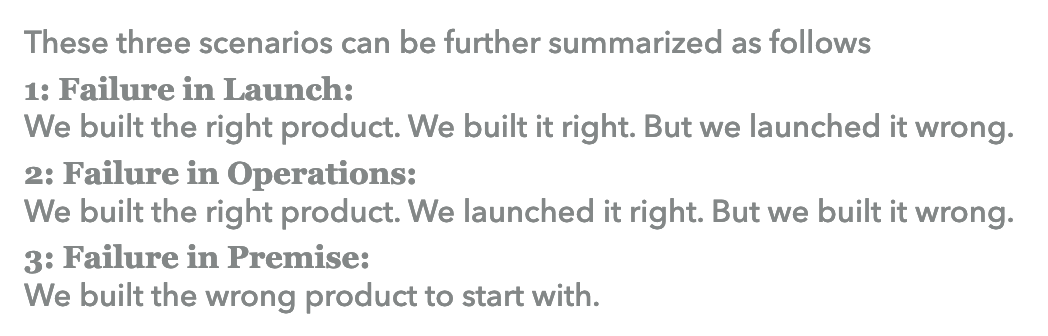 These three scenarios can be further summarized as follows
1: Failure in Launch:
We built the right product. We built it right. But we launched it wrong.
2: Failure in Operations:
We built the right product. We launched it right. But we built it wrong.
3: Failure in Premise:
We built the wrong product to start with.